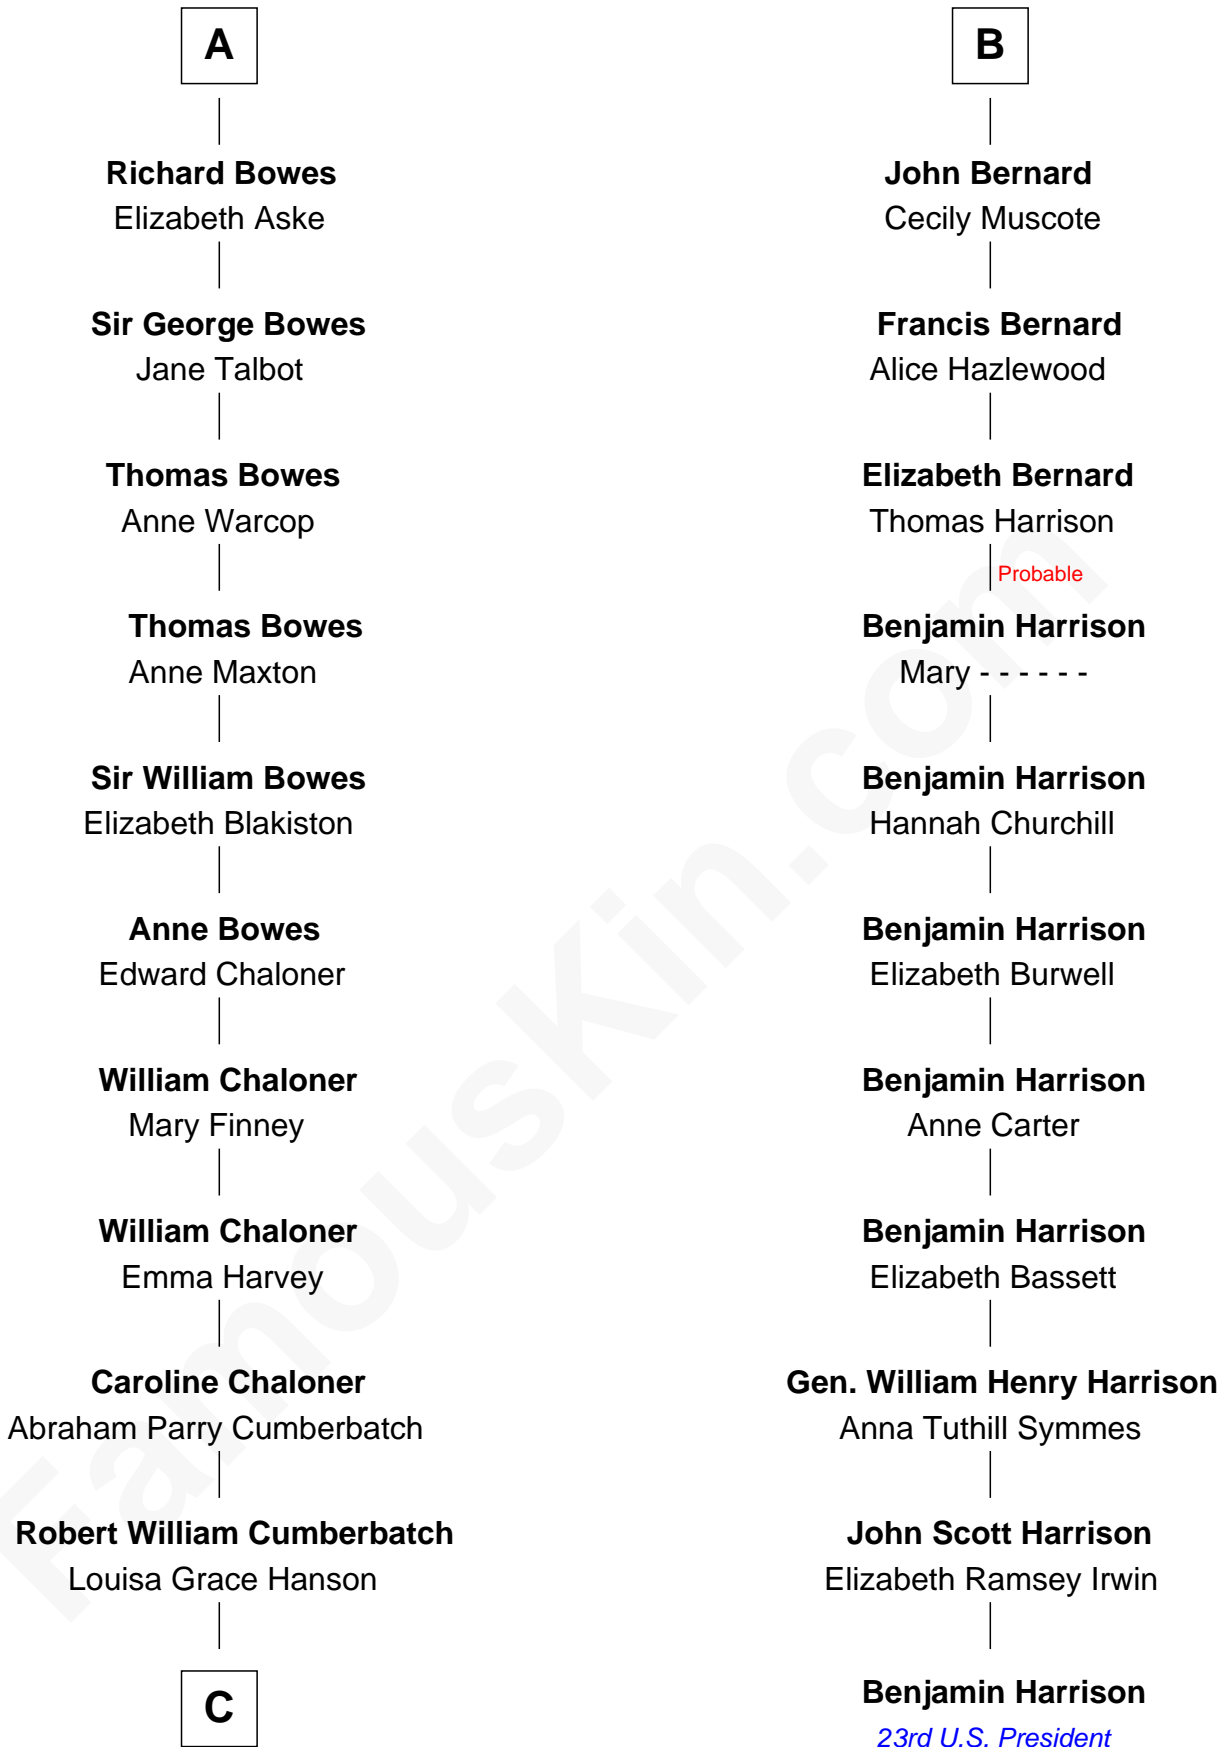 A
Richard Bowes
Elizabeth Aske
Sir George Bowes
Jane Talbot
Thomas Bowes
Anne Warcop
Thomas Bowes
Anne Maxton
Sir William Bowes
Elizabeth Blakiston
Anne Bowes
Edward Chaloner
William Chaloner
Mary Finney
William Chaloner
Emma Harvey
Caroline Chaloner
Abraham Parry Cumberbatch
Robert William Cumberbatch
Louisa Grace Hanson
C
B
John Bernard
Cecily Muscote
Francis Bernard
Alice Hazlewood
Elizabeth Bernard
Thomas Harrison
Probable
Benjamin Harrison
Mary - - - - - -
Benjamin Harrison
Hannah Churchill
Benjamin Harrison
Elizabeth Burwell
Benjamin Harrison
Anne Carter
Benjamin Harrison
Elizabeth Bassett
Gen. William Henry Harrison
Anna Tuthill Symmes
John Scott Harrison
Elizabeth Ramsey Irwin
Benjamin Harrison
23rd U.S. President
FamousKin.com